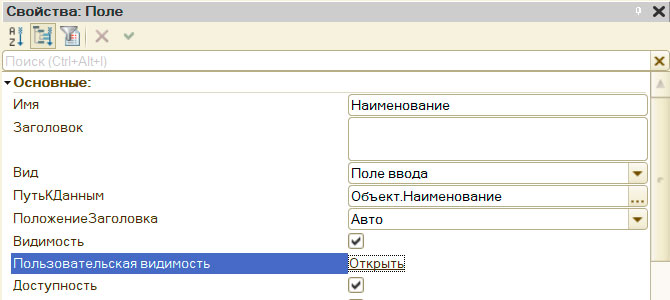 Свойства: Поле
Поиск (Ctrl+Alt+I)
Основные:
Имя Наименование
Заголовок
Вид Поле ввода
ПутьКДанным Объект.Наименование ...
ПоложениеЗаголовка Авто
Видимость
Пользовательская видимость Открыть
Доступность